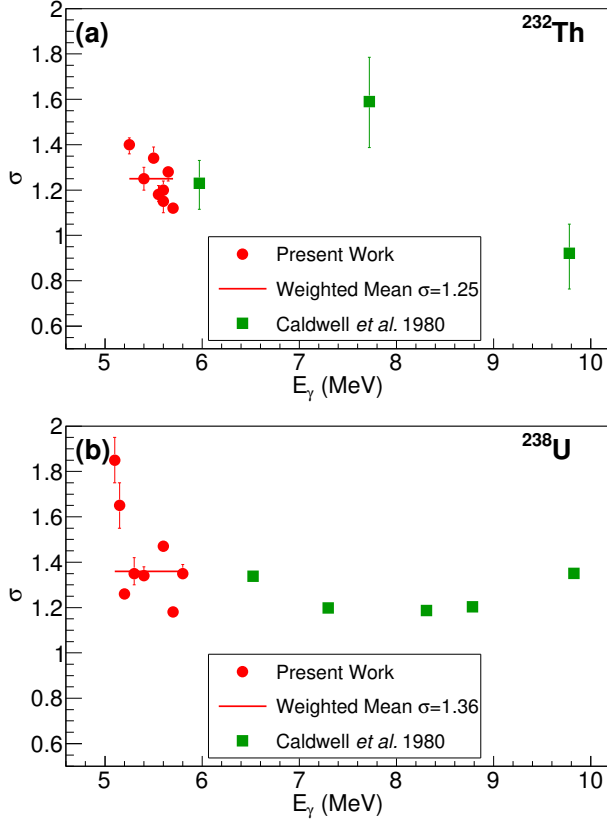 (a)
²³²Th
2
1.8
1.6
1.4
1.2
1
0.8
0.6
σ
Present Work
Weighted Mean σ=1.25
Caldwell et al. 1980
5 6 7 8 9 10
E_γ (MeV)
(b)
²³⁸U
2
1.8
1.6
1.4
1.2
1
0.8
0.6
σ
Present Work
Weighted Mean σ=1.36
Caldwell et al. 1980
5 6 7 8 9 10
E_γ (MeV)